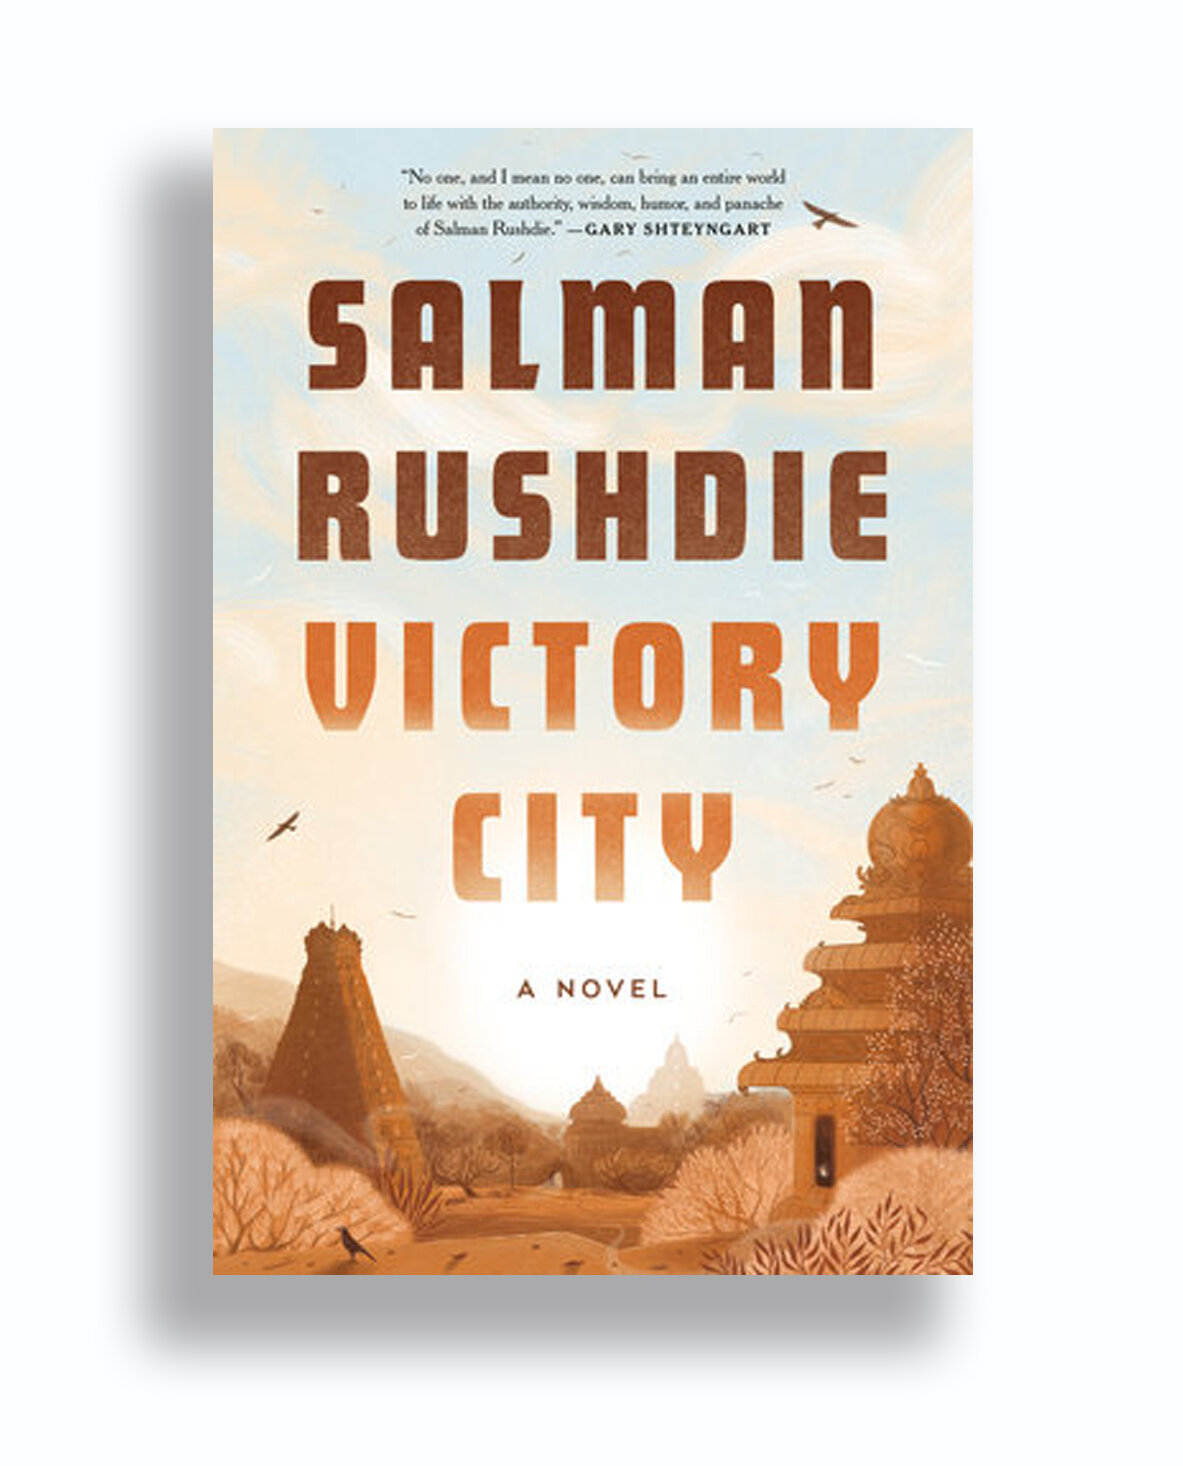 “No one, and I mean no one, can bring an entire world
to life with the authority, wisdom, humor, and panache
of Salman Rushdie.” —GARY SHTEYNGART
SALMAN
RUSHDIE
VICTORY
CITY
A NOVEL